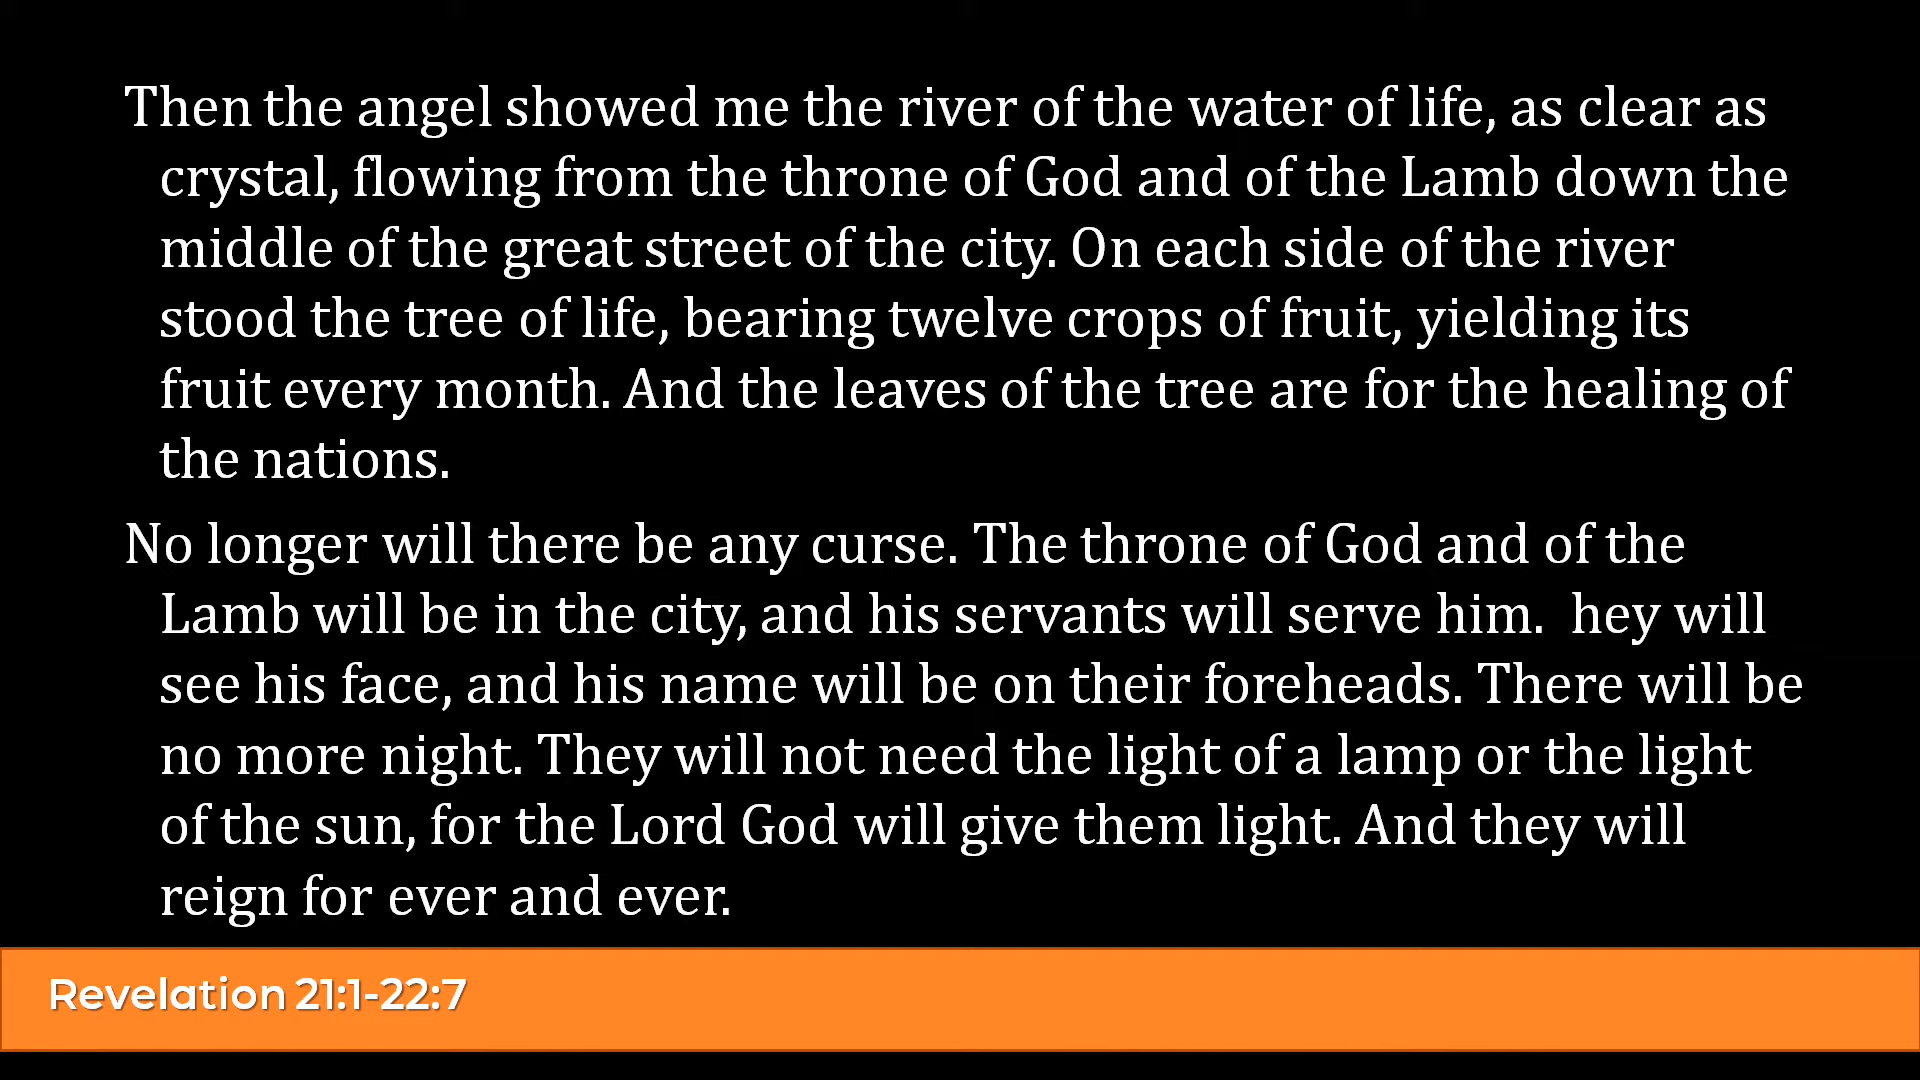 Then the angel showed me the river of the water of life, as clear as
crystal, flowing from the throne of God and of the Lamb down the
middle of the great street of the city. On each side of the river
stood the tree of life, bearing twelve crops of fruit, yielding its
fruit every month. And the leaves of the tree are for the healing of
the nations.
No longer will there be any curse. The throne of God and of the
Lamb will be in the city, and his servants will serve him.  hey will
see his face, and his name will be on their foreheads. There will be
no more night. They will not need the light of a lamp or the light
of the sun, for the Lord God will give them light. And they will
reign for ever and ever.
Revelation 21:1-22:7